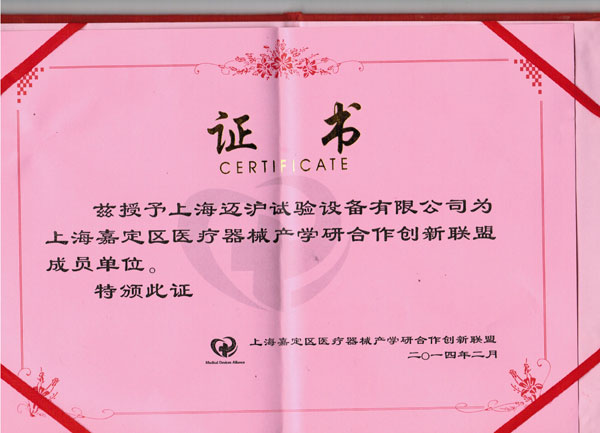 证 书
CERTIFICATE
兹授予上海迈沪试验设备有限公司为
上海嘉定区医疗器械产学研合作创新联盟
成员单位。
特颁此证
上海嘉定区医疗器械产学研合作创新联盟
二〇一四年二月